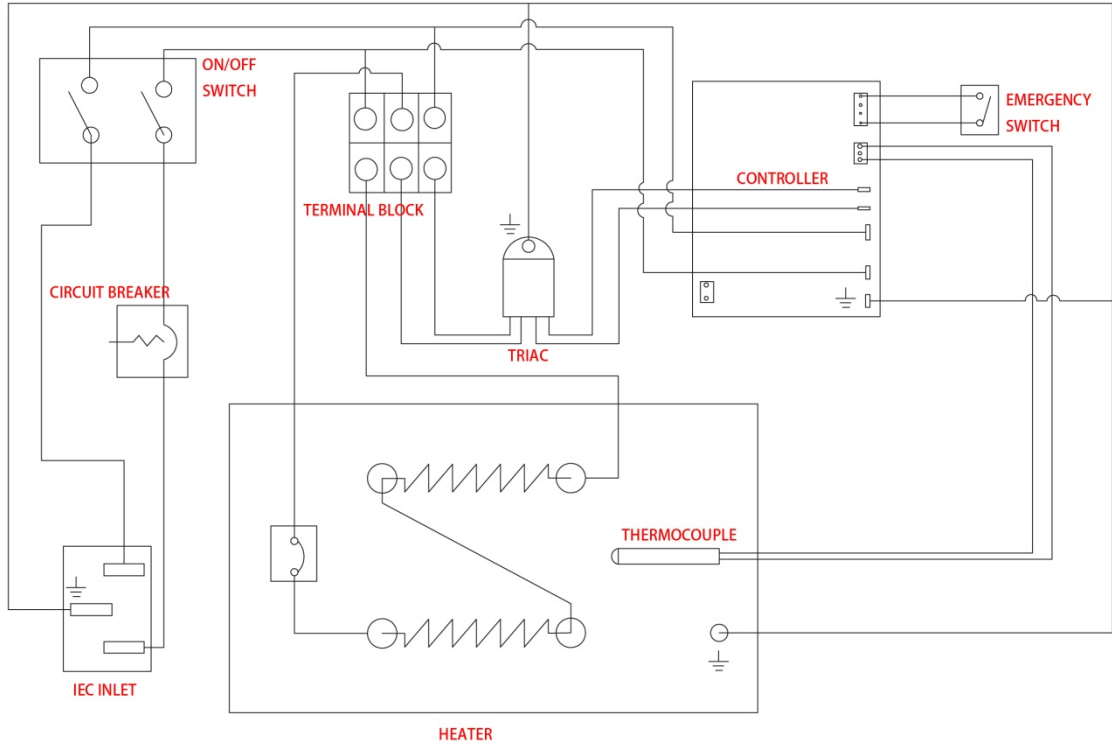 ON/OFF
SWITCH
EMERGENCY
SWITCH
CONTROLLER
TERMINAL BLOCK
CIRCUIT BREAKER
TRIAC
THERMOCOUPLE
IEC INLET
HEATER